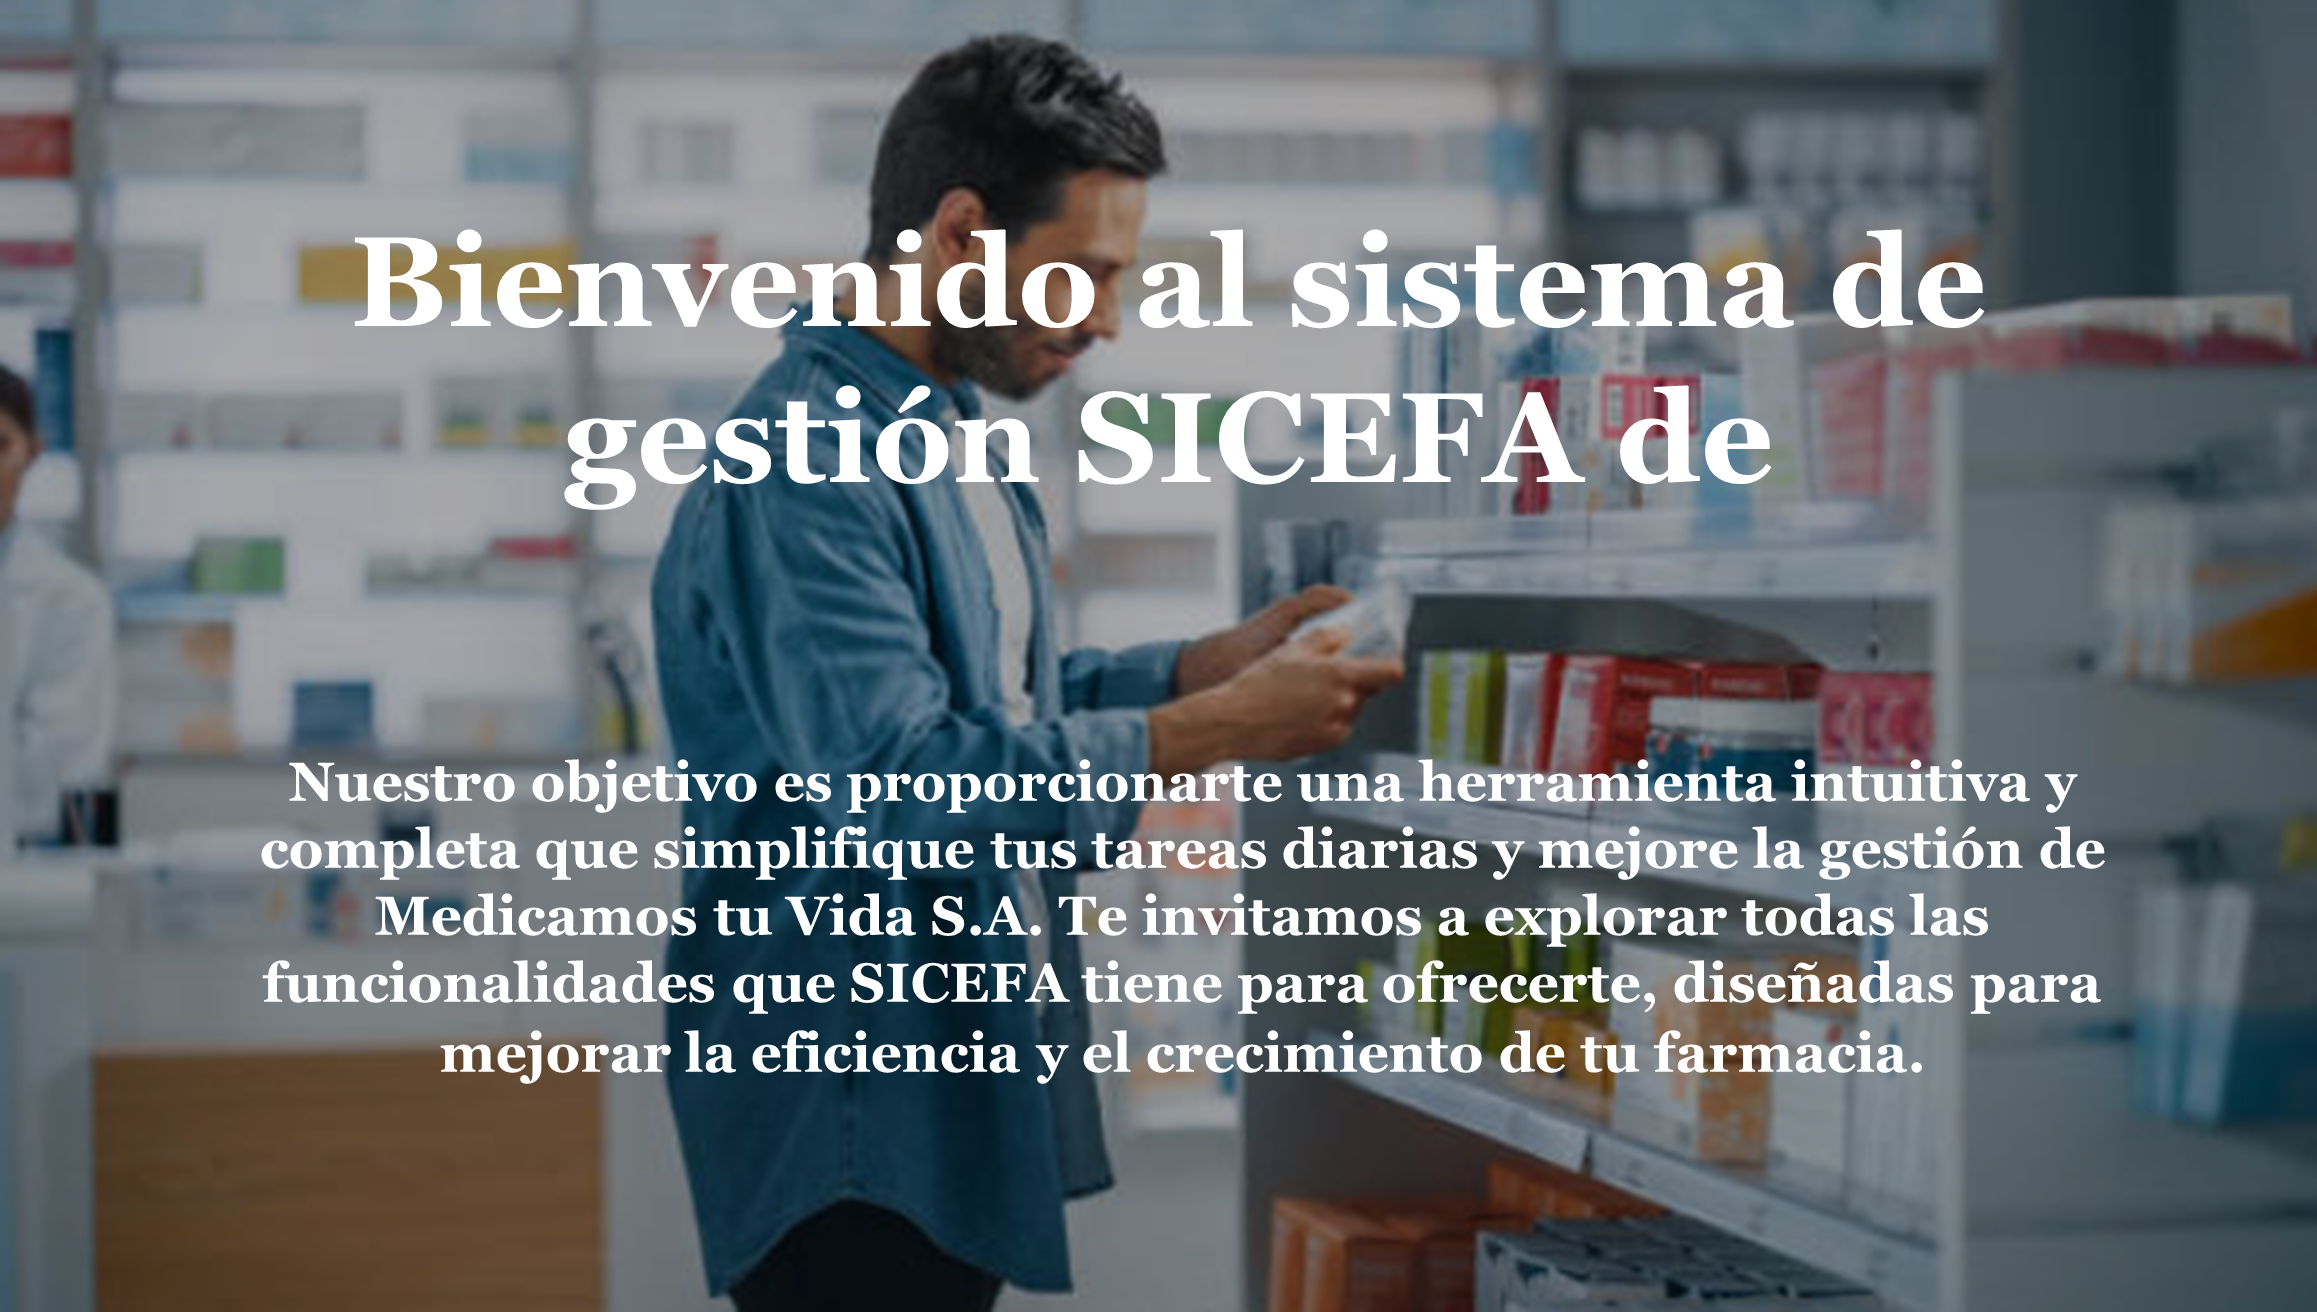 Bienvenido al sistema de
gestión SICEFA de
Nuestro objetivo es proporcionarte una herramienta intuitiva y
completa que simplifique tus tareas diarias y mejore la gestión de
Medicamos tu Vida S.A. Te invitamos a explorar todas las
funcionalidades que SICEFA tiene para ofrecerte, diseñadas para
mejorar la eficiencia y el crecimiento de tu farmacia.